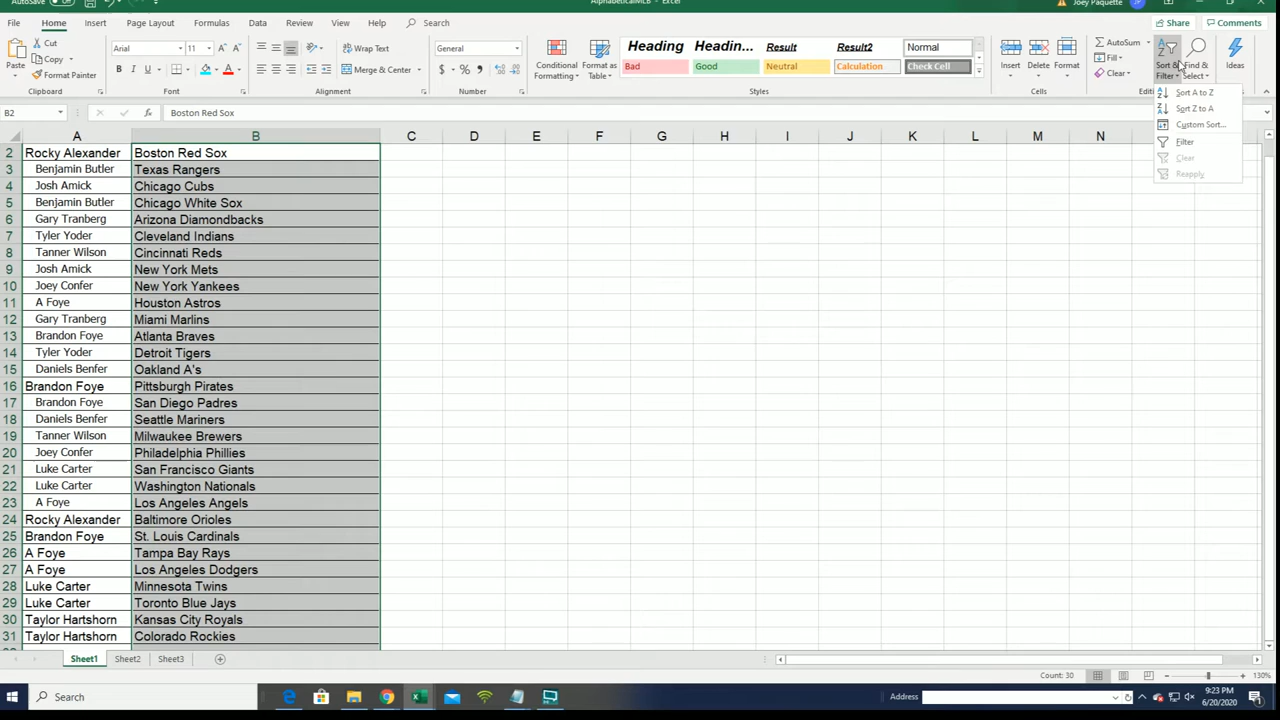 AutoSave Off AlphabeticalMLB - Excel Joey Paquette JP
File Home Insert Page Layout Formulas Data Review View Help Search Share Comments
Cut Arial 11 Wrap Text General Heading Headin... Result Result2 Normal AutoSum
Copy Fill
Paste Format Painter B I U A Merge & Center $ % Conditional Formatting Format as Table Bad Good Neutral Calculation Check Cell Insert Delete Format Clear Sort & Filter Find & Select Ideas
Clipboard Font Alignment Number Styles Cells
Sort A to Z
Sort Z to A
Custom Sort...
Filter
Clear
Reapply
B2 fx Boston Red Sox
A B C D E F G H I J K L M N
2 Rocky Alexander Boston Red Sox
3 Benjamin Butler Texas Rangers
4 Josh Amick Chicago Cubs
5 Benjamin Butler Chicago White Sox
6 Gary Tranberg Arizona Diamondbacks
7 Tyler Yoder Cleveland Indians
8 Tanner Wilson Cincinnati Reds
9 Josh Amick New York Mets
10 Joey Confer New York Yankees
11 A Foye Houston Astros
12 Gary Tranberg Miami Marlins
13 Brandon Foye Atlanta Braves
14 Tyler Yoder Detroit Tigers
15 Daniels Benfer Oakland A's
16 Brandon Foye Pittsburgh Pirates
17 Brandon Foye San Diego Padres
18 Daniels Benfer Seattle Mariners
19 Tanner Wilson Milwaukee Brewers
20 Joey Confer Philadelphia Phillies
21 Luke Carter San Francisco Giants
22 Luke Carter Washington Nationals
23 A Foye Los Angeles Angels
24 Rocky Alexander Baltimore Orioles
25 Brandon Foye St. Louis Cardinals
26 A Foye Tampa Bay Rays
27 A Foye Los Angeles Dodgers
28 Luke Carter Minnesota Twins
29 Luke Carter Toronto Blue Jays
30 Taylor Hartshorn Kansas City Royals
31 Taylor Hartshorn Colorado Rockies
Sheet1 Sheet2 Sheet3
Count: 30 130%
Search Address 9:23 PM
6/20/2020